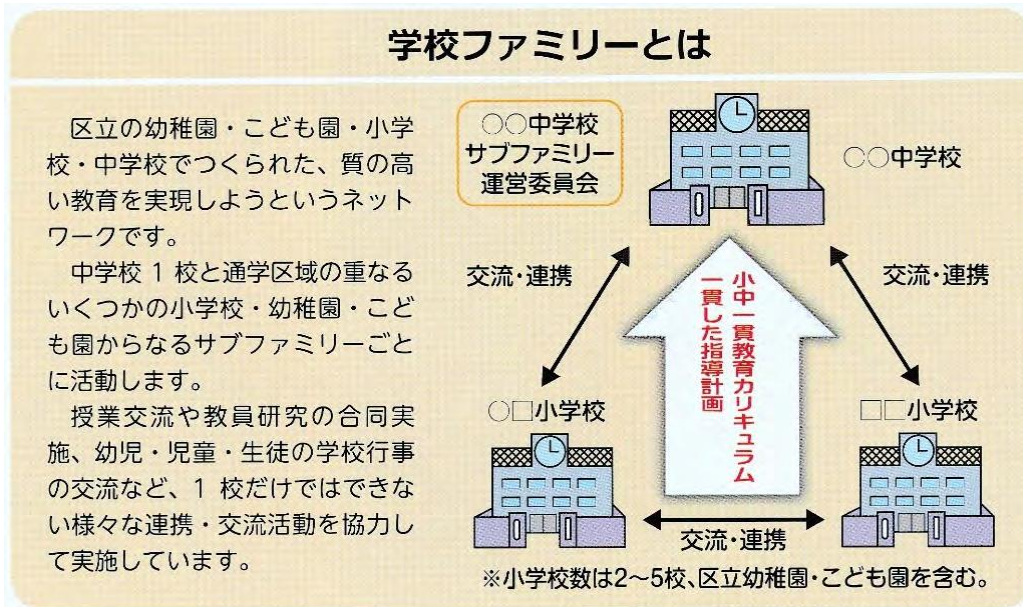 学校ファミリーとは
区立の幼稚園・こども園・小学
校・中学校でつくられた、質の高
い教育を実現しようというネット
ワークです。
中学校 1 校と通学区域の重なる
いくつかの小学校・幼稚園・こど
も園からなるサブファミリーごと
に活動します。
授業交流や教員研究の合同実
施、幼児・児童・生徒の学校行事
の交流など、1 校だけではできな
い様々な連携・交流活動を協力し
て実施しています。
○○中学校
サブファミリー
運営委員会
○○中学校
交流・連携
交流・連携
小中一貫教育カリキュラム
一貫した指導計画
○□小学校
□□小学校
交流・連携
※小学校数は2〜5校、区立幼稚園・こども園を含む。